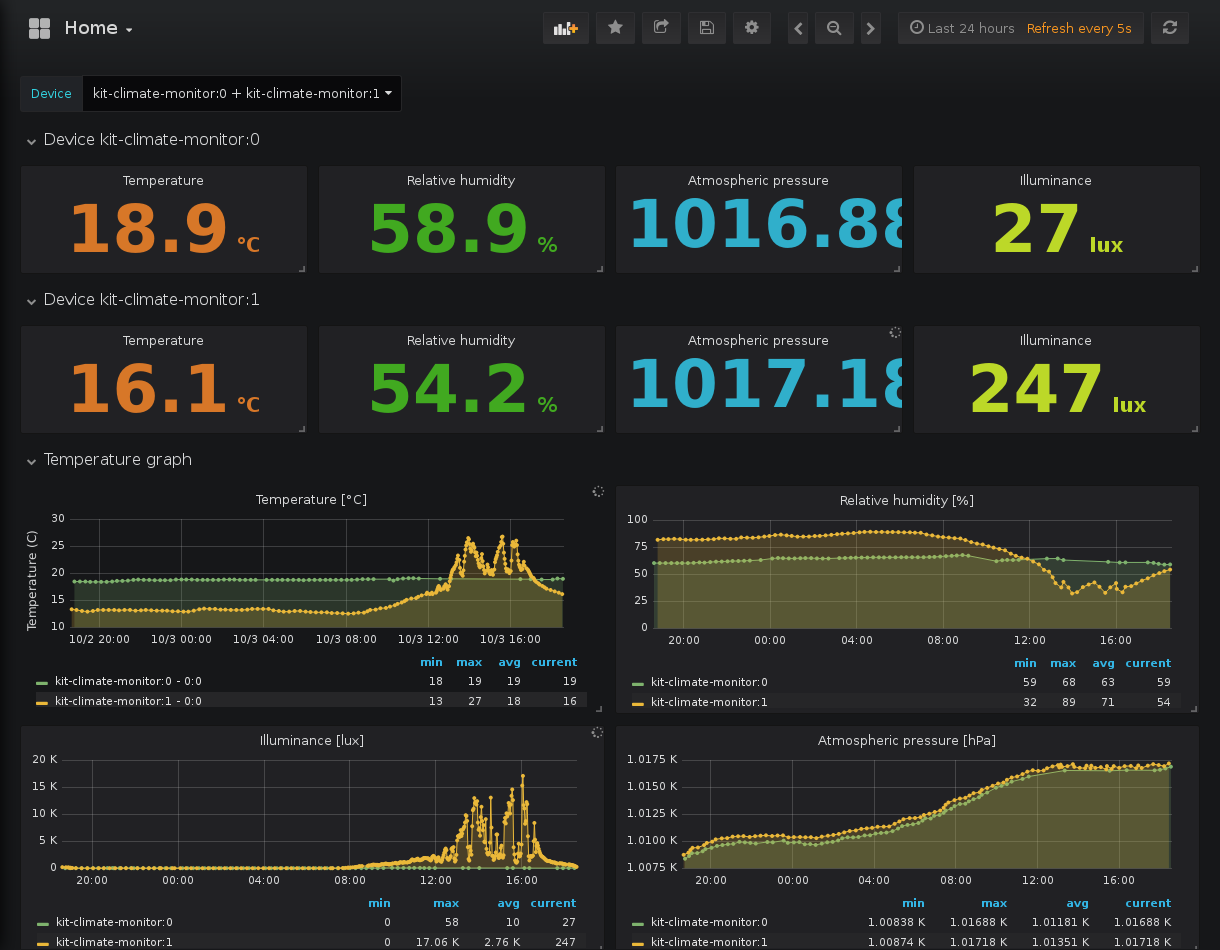 Home
Last 24 hours Refresh every 5s
Device kit-climate-monitor:0 + kit-climate-monitor:1
Device kit-climate-monitor:0
Temperature Relative humidity Atmospheric pressure Illuminance
18.9 °C 58.9 % 1016.88 27 lux
Device kit-climate-monitor:1
Temperature Relative humidity Atmospheric pressure Illuminance
16.1 °C 54.2 % 1017.18 247 lux
Temperature graph
Temperature [°C]
Temperature (C)
30
25
20
15
10
10/2 20:00 10/3 00:00 10/3 04:00 10/3 08:00 10/3 12:00 10/3 16:00
min max avg current
kit-climate-monitor:0 - 0:0 18 19 19 19
kit-climate-monitor:1 - 0:0 13 27 18 16
Relative humidity [%]
100
75
50
25
0
20:00 00:00 04:00 08:00 12:00 16:00
min max avg current
kit-climate-monitor:0 59 68 63 59
kit-climate-monitor:1 32 89 71 54
Illuminance [lux]
20 K
15 K
10 K
5 K
0
20:00 00:00 04:00 08:00 12:00 16:00
min max avg current
kit-climate-monitor:0 0 58 10 27
kit-climate-monitor:1 0 17.06 K 2.76 K 247
Atmospheric pressure [hPa]
1.0175 K
1.0150 K
1.0125 K
1.0100 K
1.0075 K
20:00 00:00 04:00 08:00 12:00 16:00
min max avg current
kit-climate-monitor:0 1.00838 K 1.01688 K 1.01181 K 1.01688 K
kit-climate-monitor:1 1.00874 K 1.01718 K 1.01351 K 1.01718 K